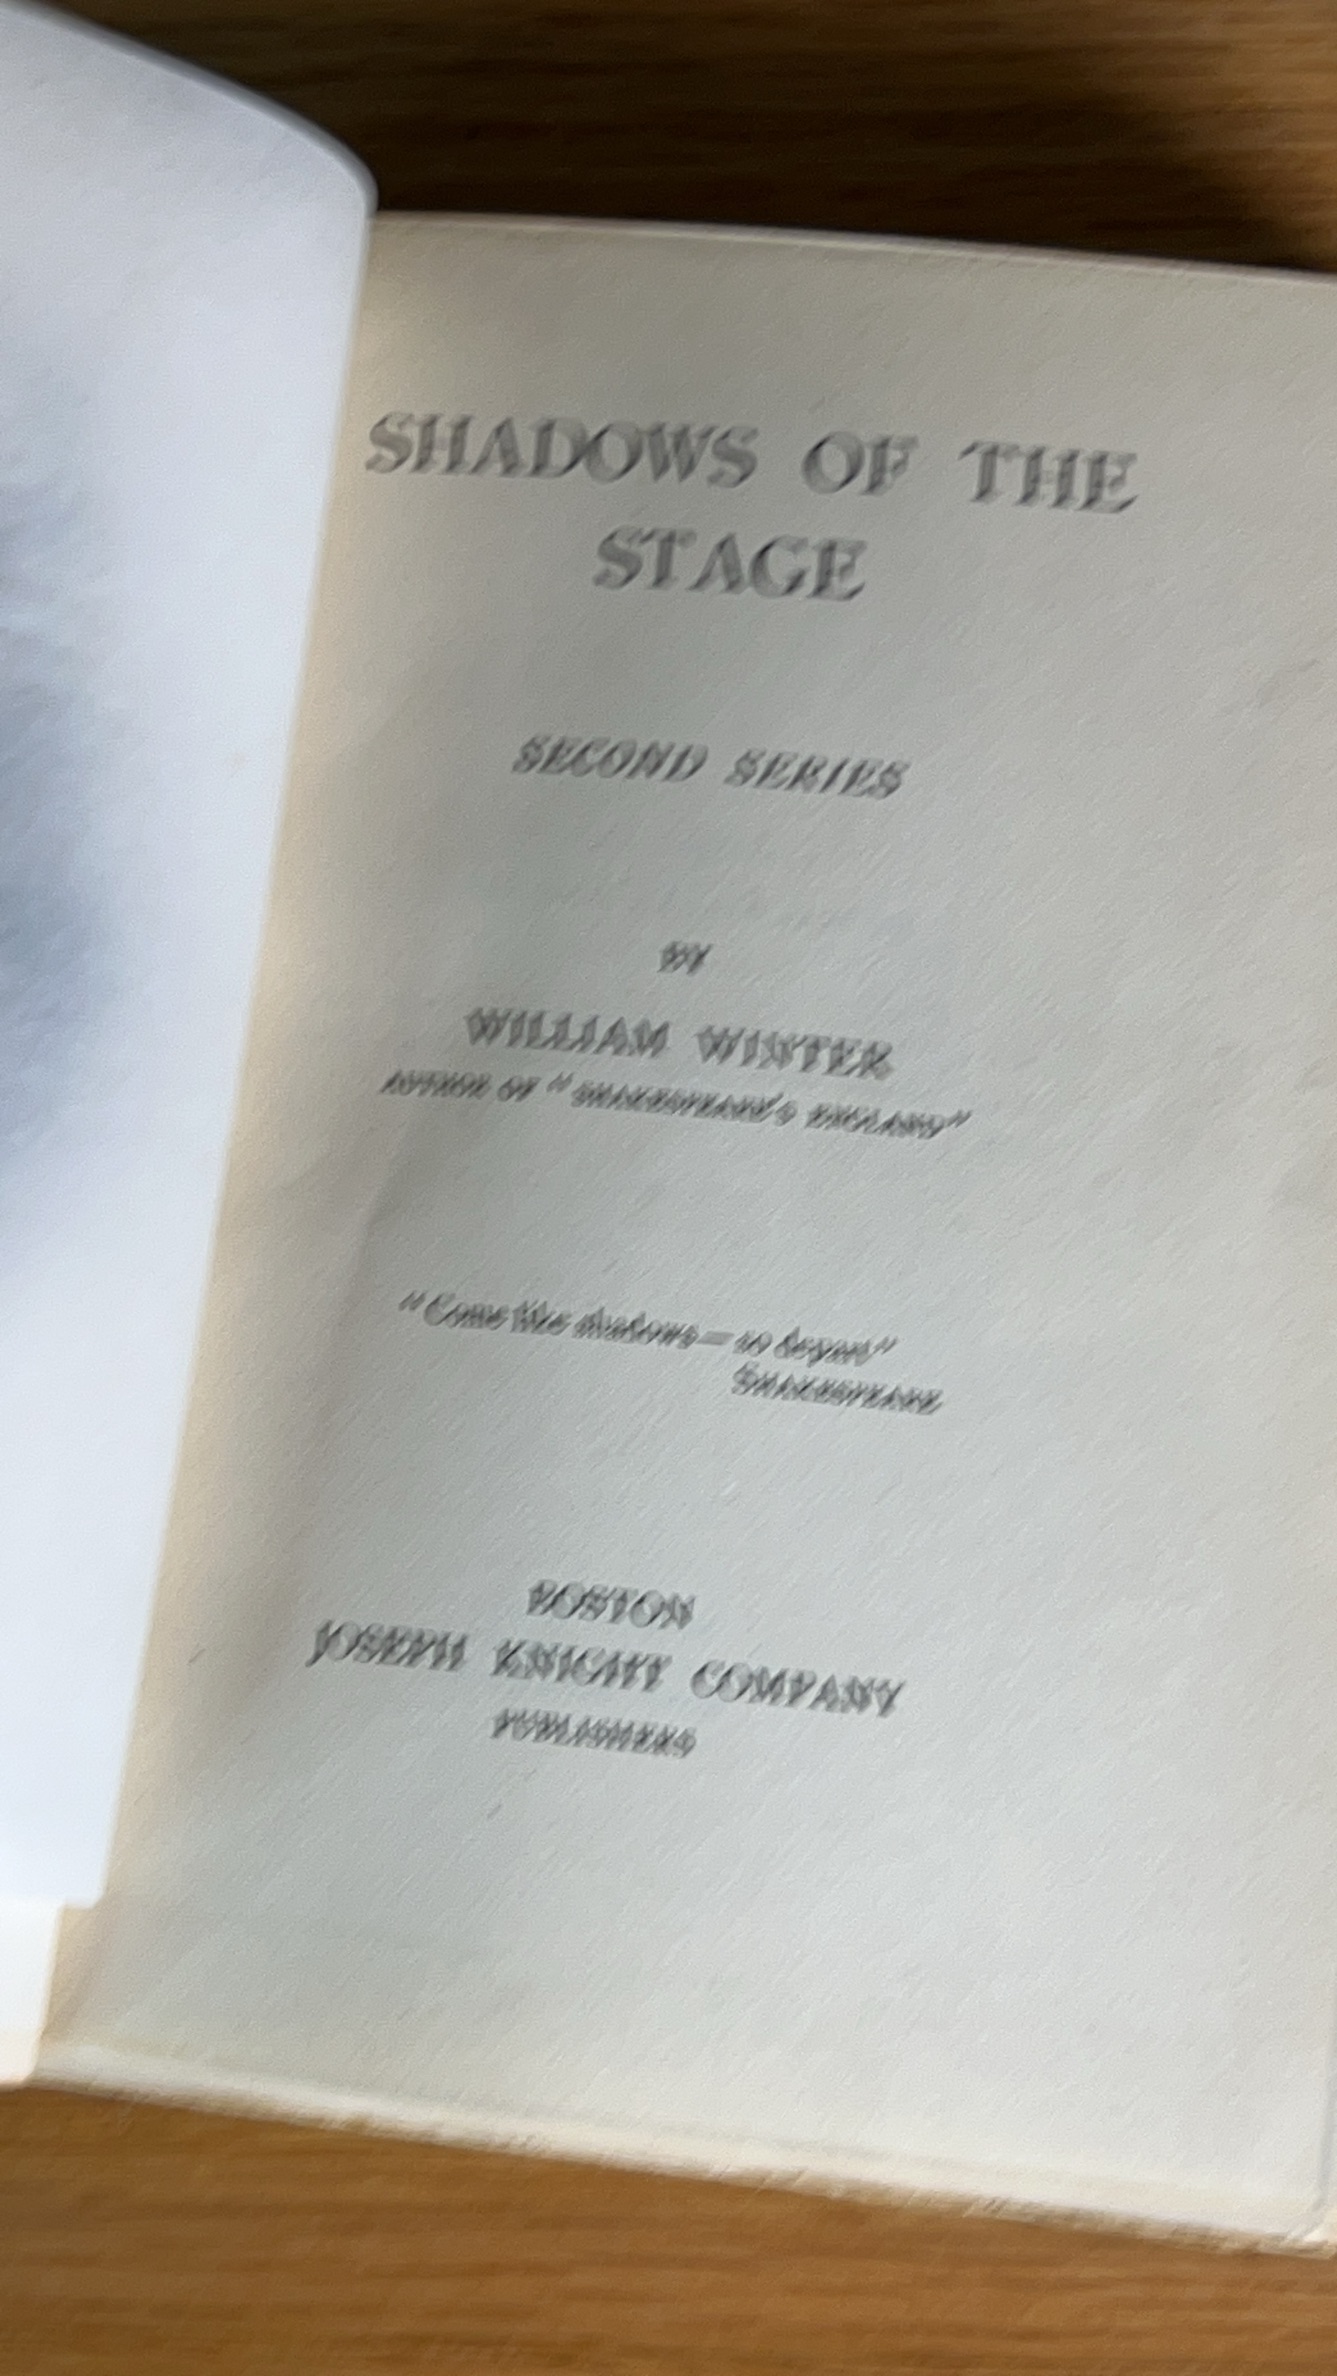 SHADOWS OF THE
STAGE
SECOND SERIES
BY
WILLIAM WINTER
AUTHOR OF "SHAKESPEARE'S ENGLAND"
"Come like shadows — so depart"
SHAKESPEARE
BOSTON
JOSEPH KNIGHT COMPANY
PUBLISHERS